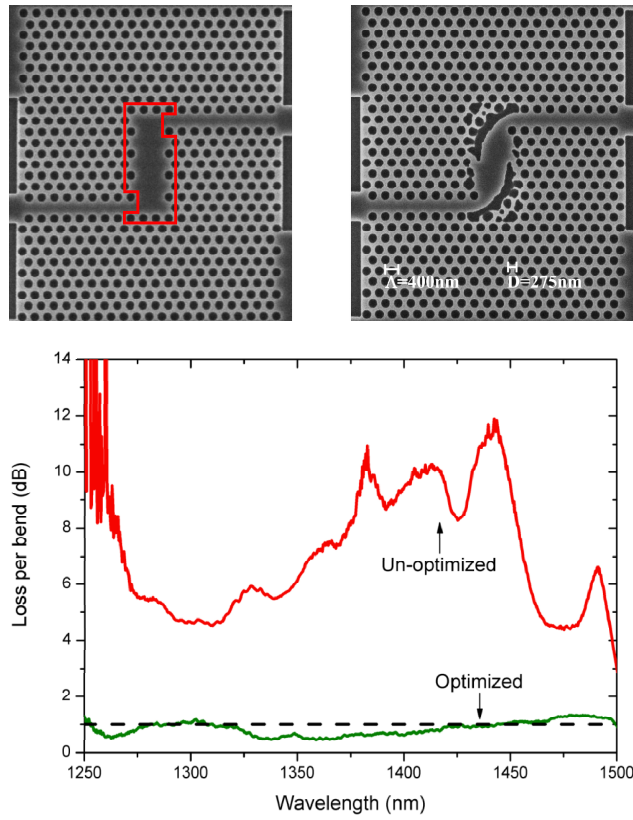 Λ=400nm D=275nm
14
12
10
8
6
4
2
0
Loss per bend (dB)
Un-optimized
Optimized
1250 1300 1350 1400 1450 1500
Wavelength (nm)